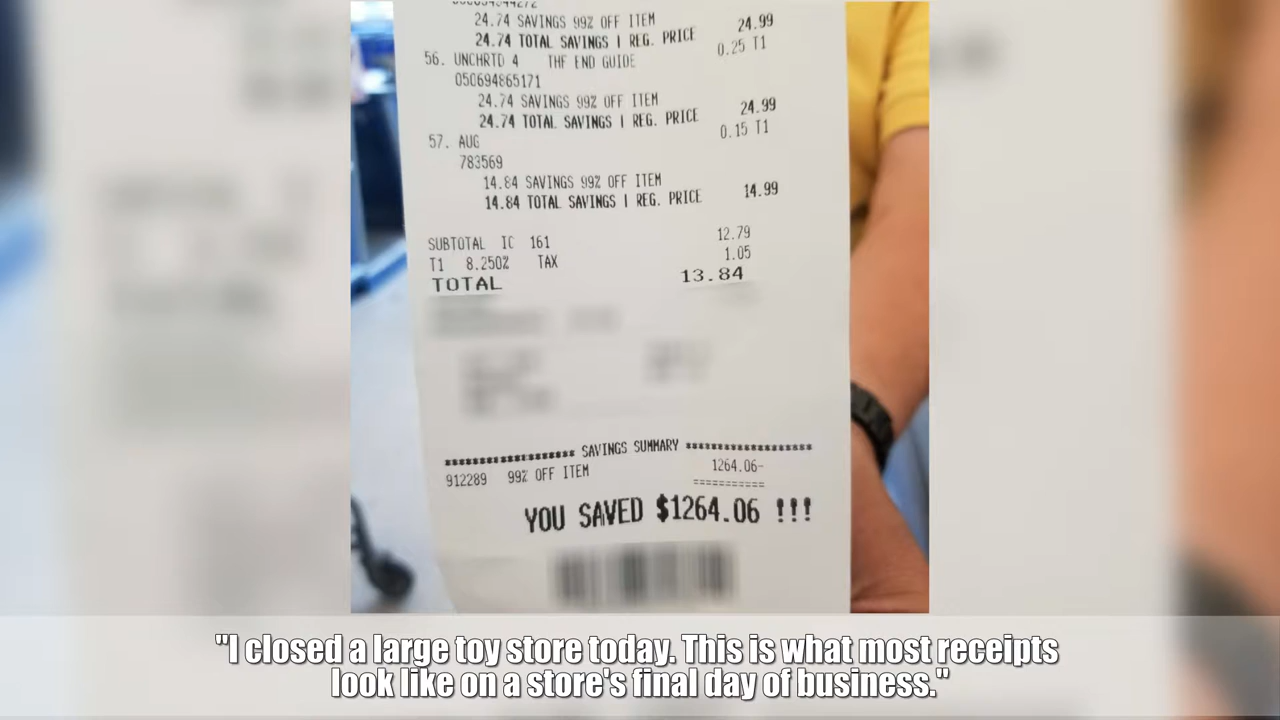 24.74 SAVINGS 99% OFF ITEM
24.74 TOTAL SAVINGS | REG. PRICE 24.99
0.25 T1
56. UNCHRTD 4 THF END GUIDE
050694865171
24.74 SAVINGS 99% OFF ITEM
24.74 TOTAL SAVINGS | REG. PRICE 24.99
0.15 T1
57. AUG
783569
14.84 SAVINGS 99% OFF ITEM
14.84 TOTAL SAVINGS | REG. PRICE 14.99
SUBTOTAL IC 161 12.79
T1 8.250% TAX 1.05
TOTAL 13.84
******************** SAVINGS SUMMARY ********************
912289 99% OFF ITEM 1264.06-
===========
YOU SAVED $1264.06 !!!
"I closed a large toy store today. This is what most receipts
look like on a store's final day of business."